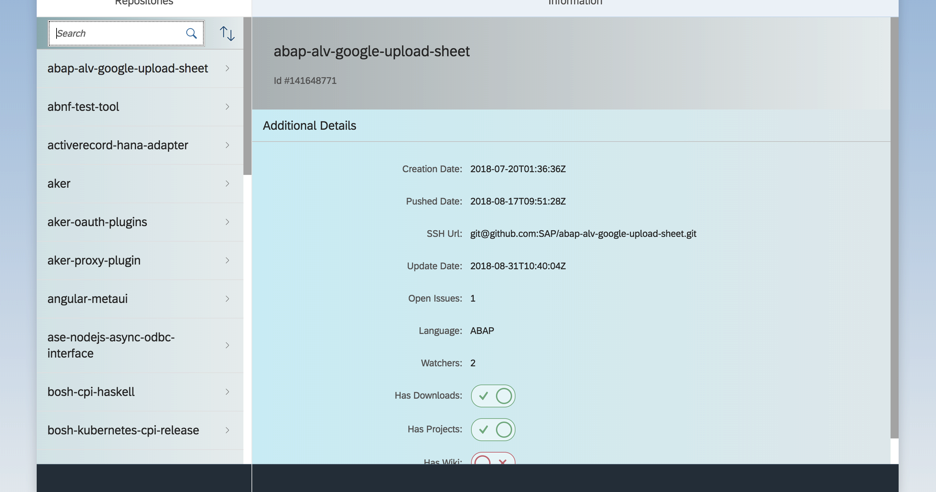 Repositories
Information
Search
abap-alv-google-upload-sheet
abnf-test-tool
activerecord-hana-adapter
aker
aker-oauth-plugins
aker-proxy-plugin
angular-metaui
ase-nodejs-async-odbc-
interface
bosh-cpi-haskell
bosh-kubernetes-cpi-release
abap-alv-google-upload-sheet
Id #141648771
Additional Details
Creation Date: 2018-07-20T01:36:36Z
Pushed Date: 2018-08-17T09:51:28Z
SSH Url: git@github.com:SAP/abap-alv-google-upload-sheet.git
Update Date: 2018-08-31T10:40:04Z
Open Issues: 1
Language: ABAP
Watchers: 2
Has Downloads:
Has Projects:
Has Wiki: